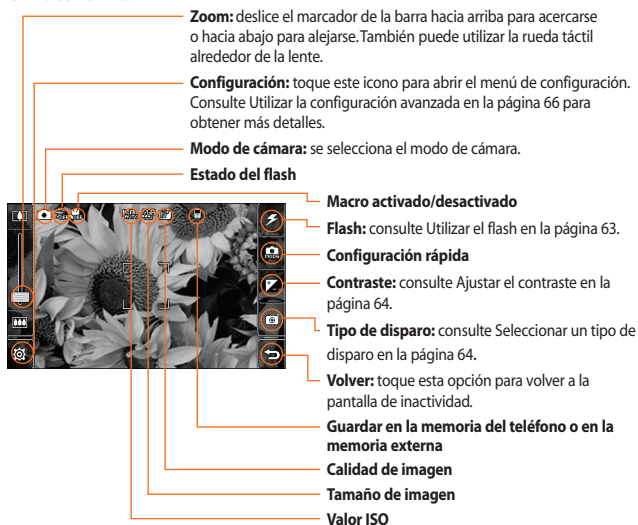 Zoom: deslice el marcador de la barra hacia arriba para acercarse
o hacia abajo para alejarse. También puede utilizar la rueda táctil
alrededor de la lente.
Configuración: toque este icono para abrir el menú de configuración.
Consulte Utilizar la configuración avanzada en la página 66 para
obtener más detalles.
Modo de cámara: se selecciona el modo de cámara.
Estado del flash
Macro activado/desactivado
Flash: consulte Utilizar el flash en la página 63.
Configuración rápida
Contraste: consulte Ajustar el contraste en la
página 64.
Tipo de disparo: consulte Seleccionar un tipo de
disparo en la página 64.
Volver: toque esta opción para volver a la
pantalla de inactividad.
Guardar en la memoria del teléfono o en la
memoria externa
Calidad de imagen
Tamaño de imagen
Valor ISO
MODE